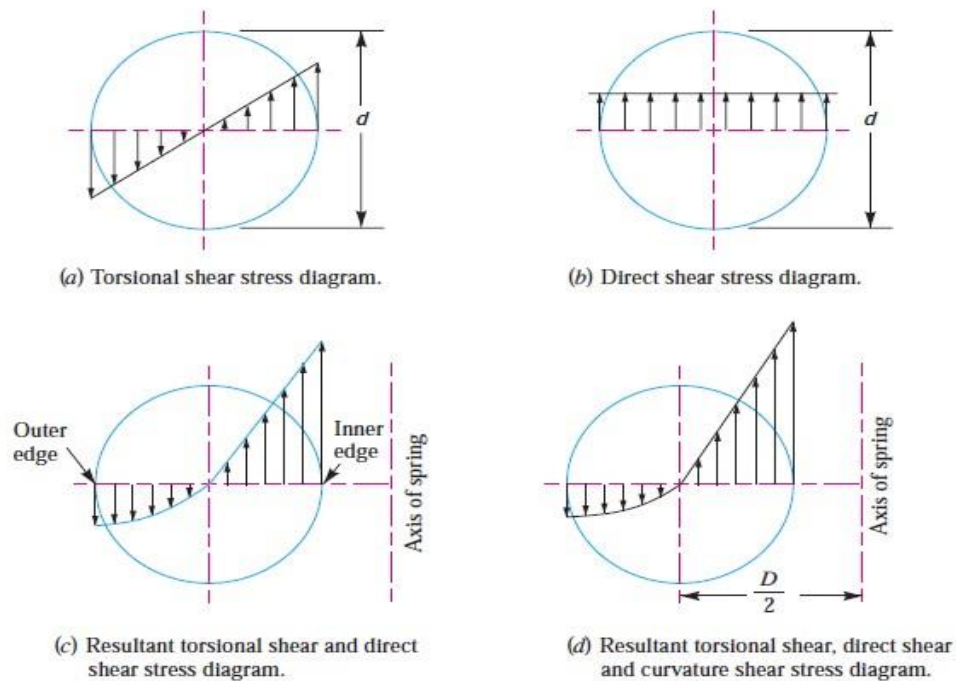 d
d
(a) Torsional shear stress diagram.
(b) Direct shear stress diagram.
Outer
edge
Inner
edge
Axis of spring
Axis of spring
D
2
(c) Resultant torsional shear and direct
shear stress diagram.
(d) Resultant torsional shear, direct shear
and curvature shear stress diagram.